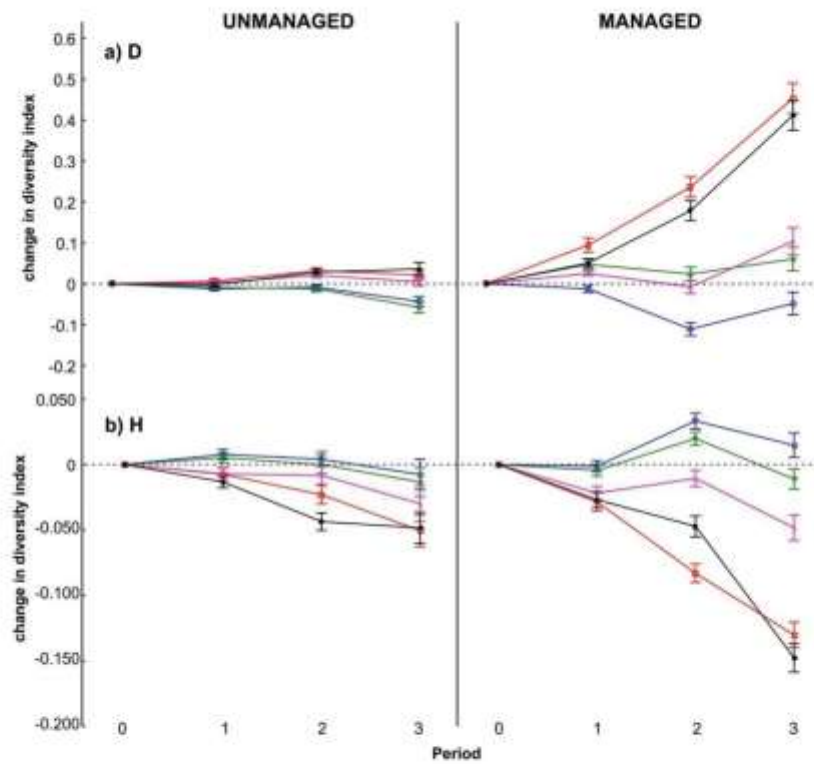 UNMANAGED MANAGED
a) D
change in diversity index
0.6
0.5
0.4
0.3
0.2
0.1
0
-0.1
-0.2
b) H
change in diversity index
0.050
0
-0.050
-0.100
-0.150
-0.200
0 1 2 3 0 1 2 3
Period